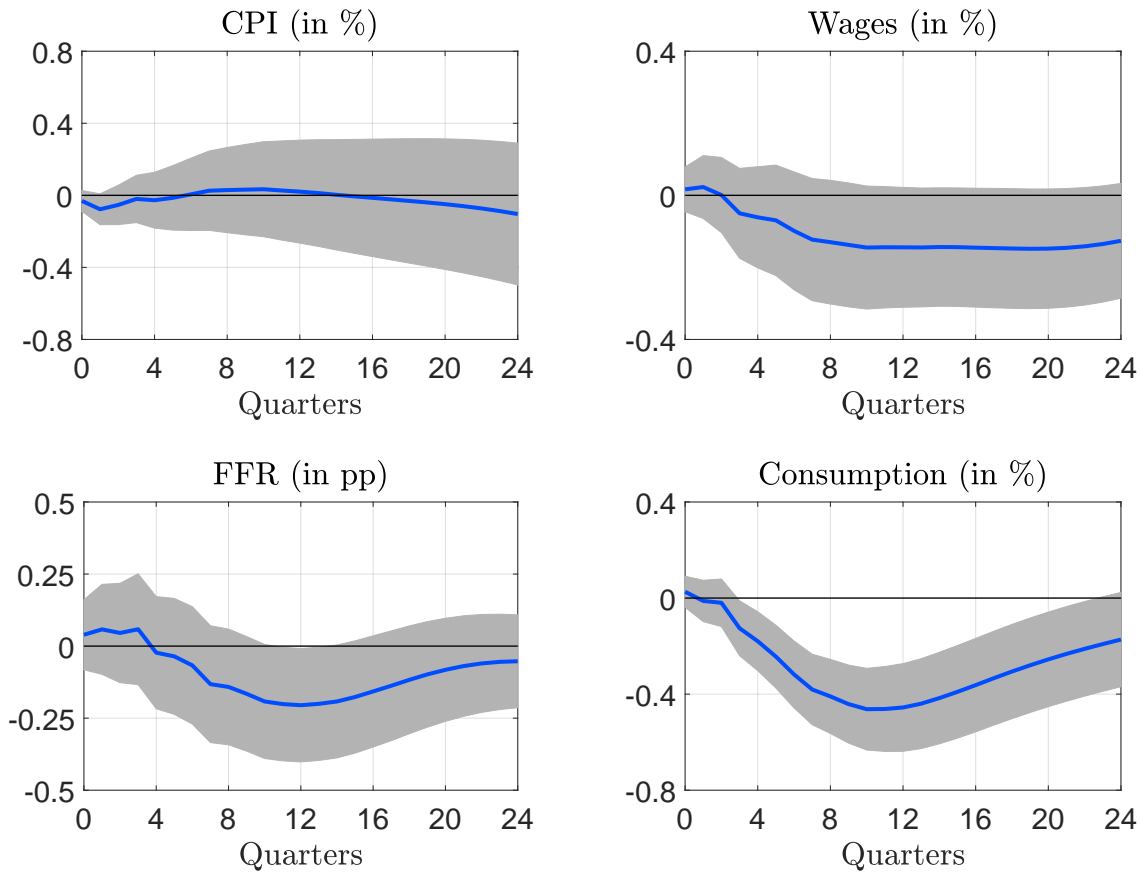 CPI (in %)
0.8
0.4
0
-0.4
-0.8
0 4 8 12 16 20 24
Quarters
Wages (in %)
0.4
0
-0.4
0 4 8 12 16 20 24
Quarters
FFR (in pp)
0.5
0.25
0
-0.25
-0.5
0 4 8 12 16 20 24
Quarters
Consumption (in %)
0.4
0
-0.4
-0.8
0 4 8 12 16 20 24
Quarters